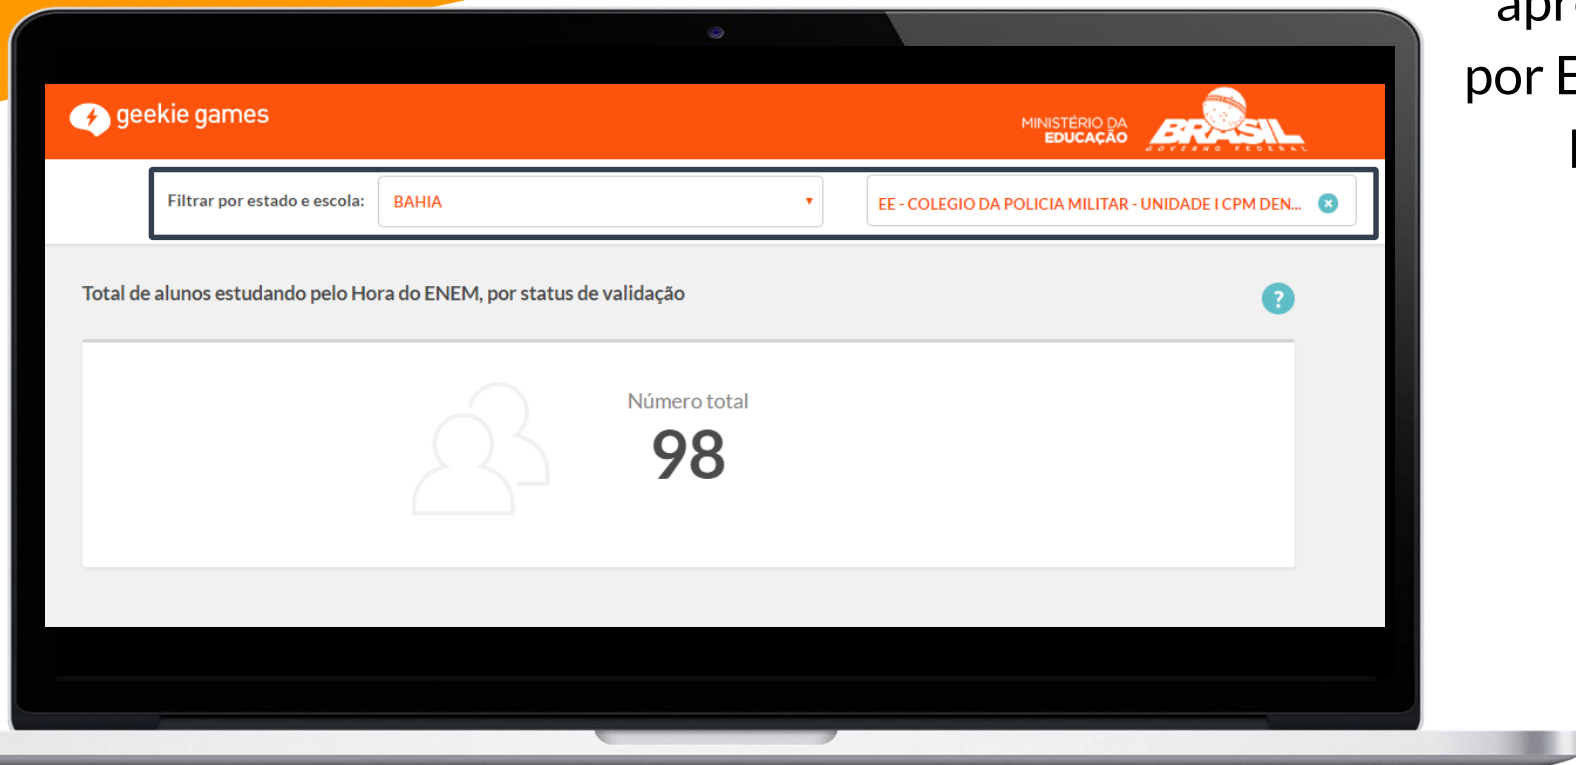 geekie games
MINISTÉRIO DA
EDUCAÇÃO
BRASIL
GOVERNO FEDERAL
Filtrar por estado e escola:
BAHIA
EE - COLEGIO DA POLICIA MILITAR - UNIDADE I CPM DEN...
Total de alunos estudando pelo Hora do ENEM, por status de validação
?
Número total
98
por